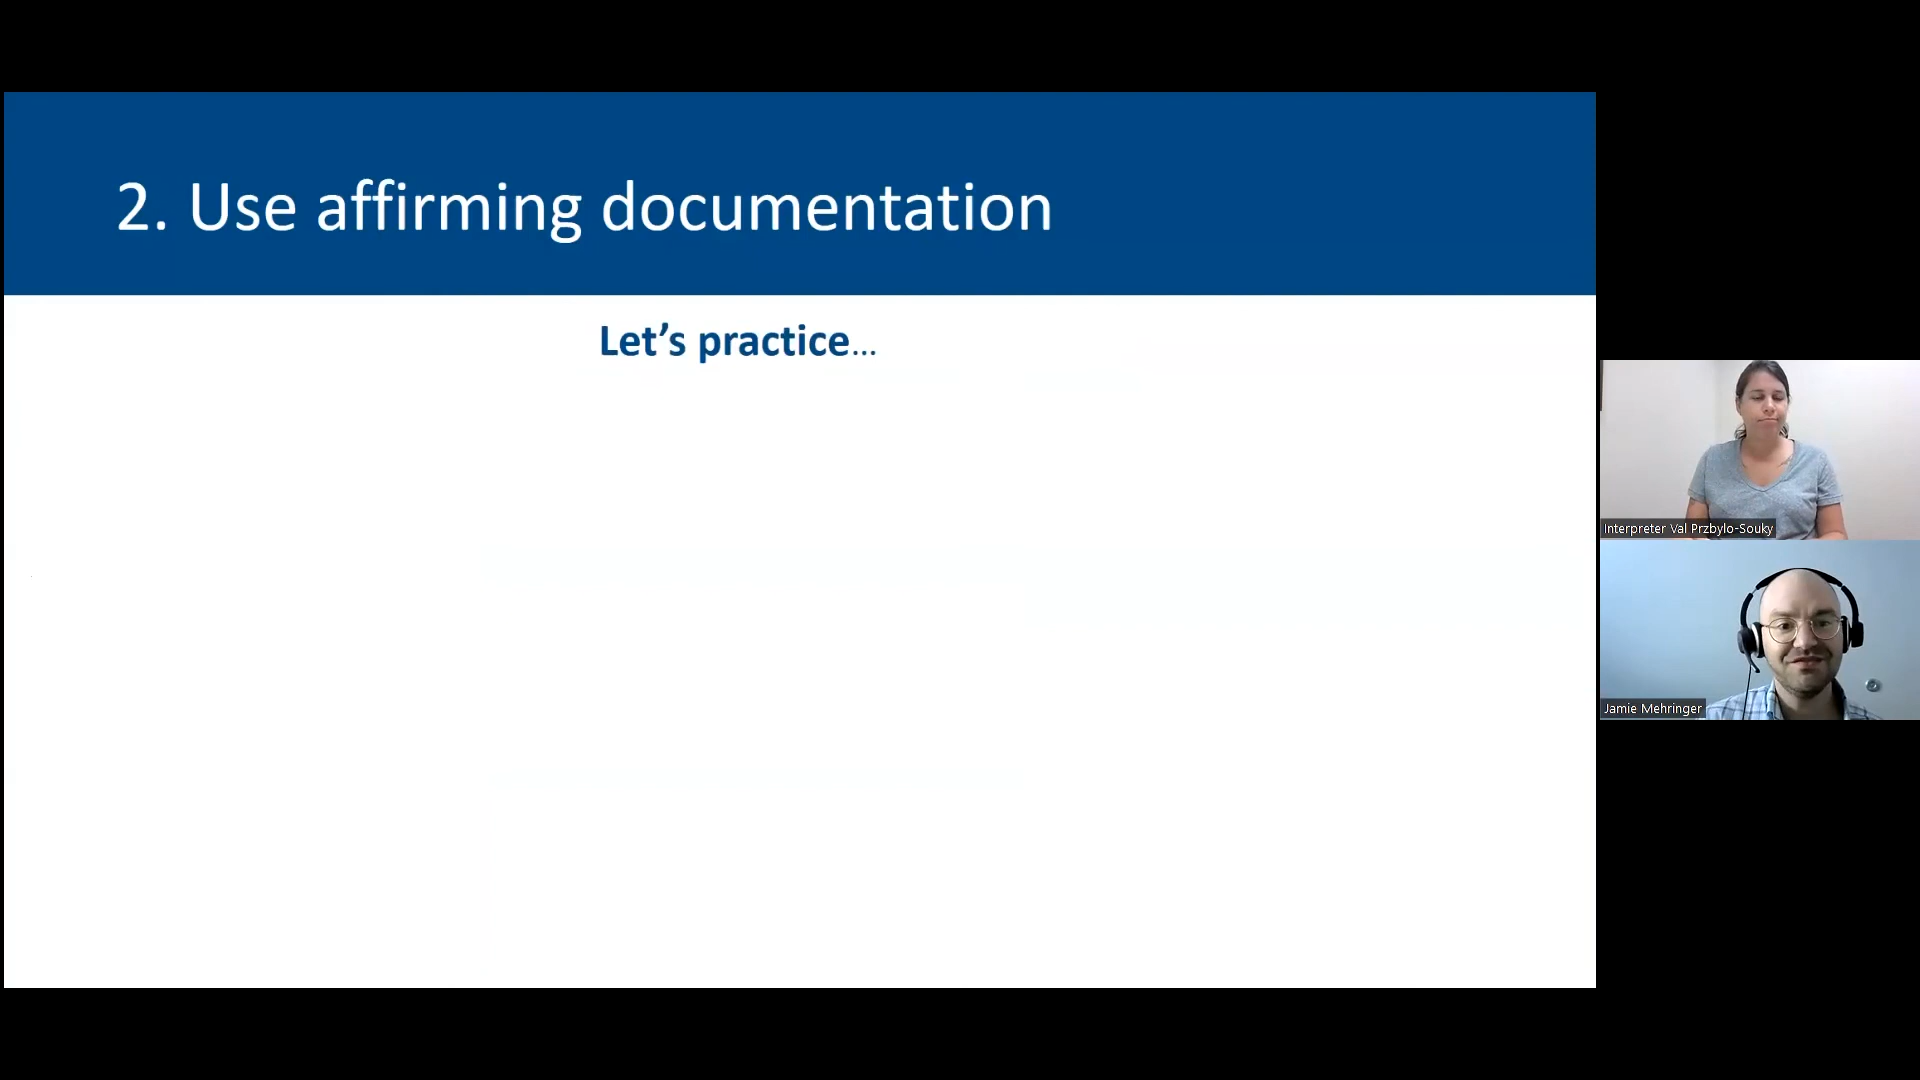 2. Use affirming documentation
Let’s practice...
Interpreter Val Przbylo-Souky
Jamie Mehringer